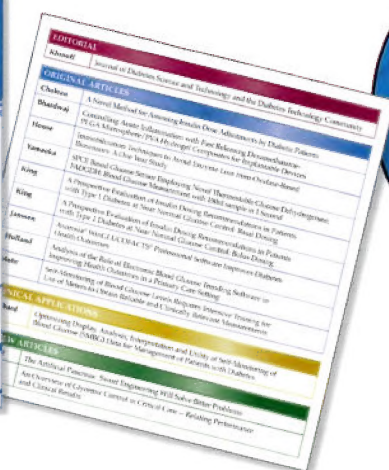 EDITORIAL
Klonoff Journal of Diabetes Science and Technology and the Diabetes Technology Community
ORIGINAL ARTICLES
Choleau A Novel Method for Assessing Insulin Dose Adjustments by Diabetic Patients
Bhardwaj Controlling Acute Inflammation with Fast Releasing Dexamethasone-
PLGA Microsphere/PVA Hydrogel Composites for Implantable Devices
House Immobilization Techniques to Avoid Enzyme Loss from Oxidase-Based
Biosensors: A One-Year Study
Yamaoka SPCE Based Glucose Sensor Employing Novel Thermostable Glucose Dehydrogenase,
FADGDH: Blood Glucose Measurement with 150nl sample in 1 Second
King A Prospective Evaluation of Insulin Dosing Recommendations in Patients
with Type 1 Diabetes at Near Normal Glucose Control: Basal Dosing
King A Prospective Evaluation of Insulin Dosing Recommendations in Patients
with Type 1 Diabetes at Near Normal Glucose Control: Bolus Dosing
Professional Software Improves Diabetes
Health Outcomes
Holland Analysis of the Role of Electronic Blood Glucose Trending Software in
Improving Health Outcomes in a Primary Care Setting
Self-Monitoring of Blood Glucose Levels Requires Intensive Training for
Use of Meters to Obtain Reliable and Clinically Relevant Measurements
NICAL APPLICATIONS
Optimizing Display, Analysis, Interpretation and Utility of Self-Monitoring of
Blood Glucose (SMBG) Data for Management of Patients with Diabetes
EW ARTICLES
The Artificial Pancreas: Sweet Engineering Will Solve Bitter Problems
An Overview of Glycemic Control in Critical Care – Relating Performance
and Clinical Results